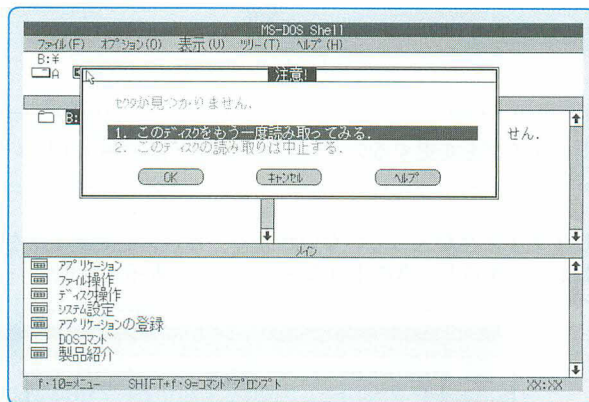 MS-DOS Shell
ﾌｧｲﾙ(F) ｵﾌﾟｼｮﾝ(O) 表示(V) ﾂﾘｰ(T) ﾍﾙﾌﾟ(H)
B:¥
A
注意!
ｾｸﾀが見つかりません.
B:
1. このﾃﾞｨｽｸをもう一度読み取ってみる.
せん.
2. このﾃﾞｨｽｸの読み取りは中止する.
OK ｷｬﾝｾﾙ ﾍﾙﾌﾟ
ﾒｲﾝ
ｱﾌﾟﾘｹｰｼｮﾝ
ﾌｧｲﾙ操作
ﾃﾞｨｽｸ操作
ｼｽﾃﾑ設定
ｱﾌﾟﾘｹｰｼｮﾝの登録
DOSｺﾏﾝﾄﾞ
製品紹介
f・10=ﾒﾆｭｰ SHIFT+f・9=ｺﾏﾝﾄﾞﾌﾟﾛﾝﾌﾟﾄ XX:XX